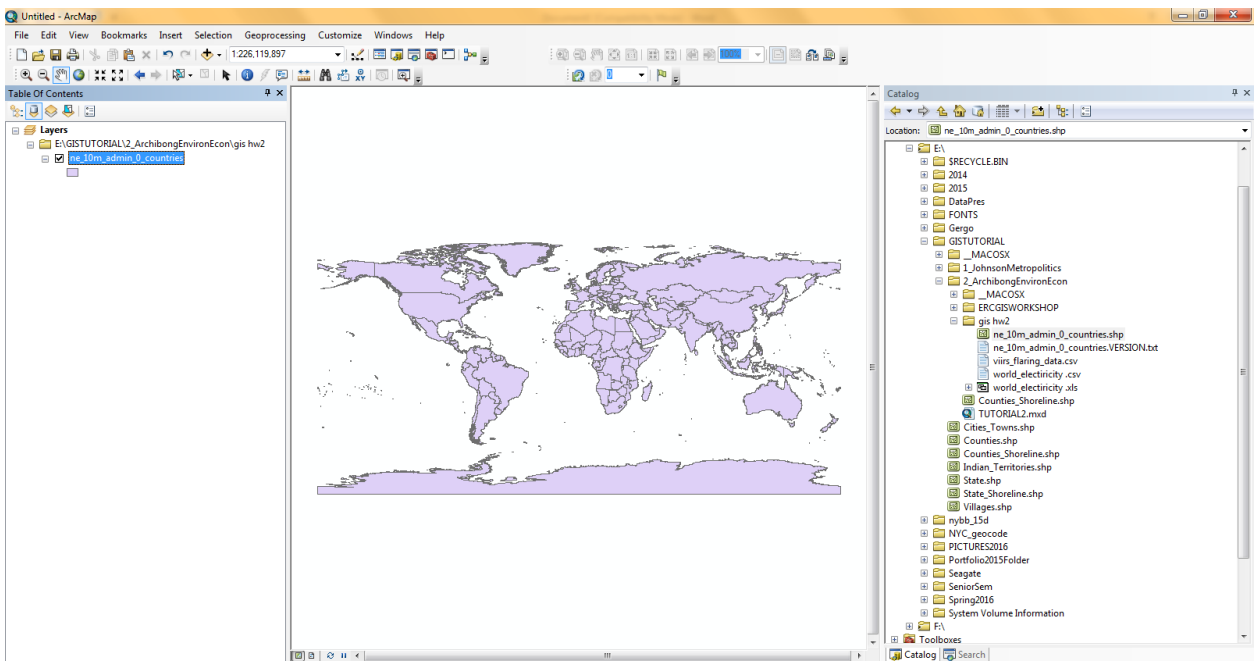 Untitled - ArcMap
File Edit View Bookmarks Insert Selection Geoprocessing Customize Windows Help
1:226,119,897
100%
Table Of Contents
Layers
E:\GISTUTORIAL\2_ArchibongEnvironEcon\gis hw2
ne_10m_admin_0_countries
Catalog
Location: ne_10m_admin_0_countries.shp
E:\
$RECYCLE.BIN
2014
2015
DataPres
FONTS
Gergo
GISTUTORIAL
__MACOSX
1_JohnsonMetropolitics
2_ArchibongEnvironEcon
__MACOSX
ERCGISWORKSHOP
gis hw2
ne_10m_admin_0_countries.shp
ne_10m_admin_0_countries.VERSION.txt
viirs_flaring_data.csv
world_electiricity .csv
world_electiricity .xls
Counties_Shoreline.shp
TUTORIAL2.mxd
Cities_Towns.shp
Counties.shp
Counties_Shoreline.shp
Indian_Territories.shp
State.shp
State_Shoreline.shp
Villages.shp
nybb_15d
NYC_geocode
PICTURES2016
Portfolio2015Folder
Seagate
SeniorSem
Spring2016
System Volume Information
F:\
Toolboxes
Catalog Search